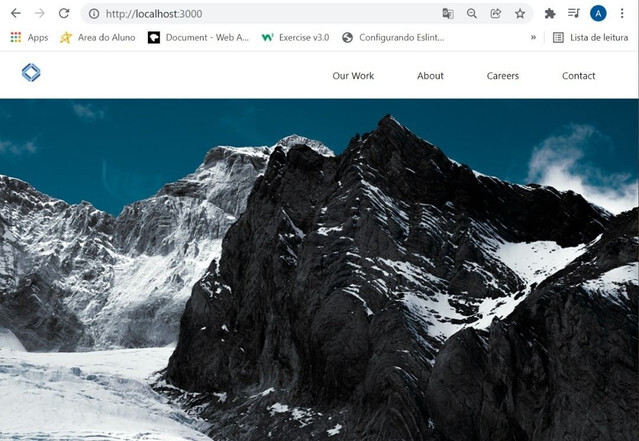 http://localhost:3000
A
Apps
Area do Aluno
Document - Web A...
Exercise v3.0
Configurando Eslint...
»
Lista de leitura
Our Work
About
Careers
Contact